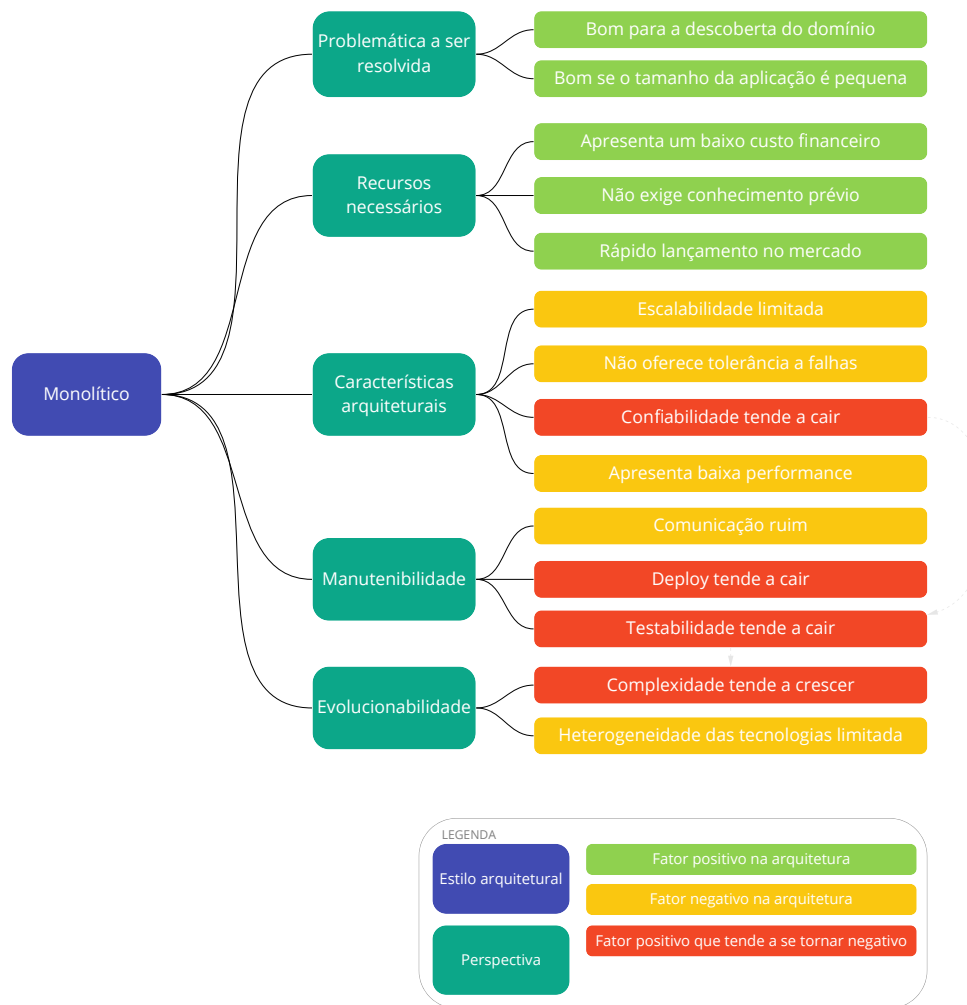 Problemática a ser
resolvida
Bom para a descoberta do domínio
Bom se o tamanho da aplicação é pequena
Recursos
necessários
Apresenta um baixo custo financeiro
Não exige conhecimento prévio
Rápido lançamento no mercado
Monolítico
Características
arquiteturais
Escalabilidade limitada
Não oferece tolerância a falhas
Confiabilidade tende a cair
Apresenta baixa performance
Manutenibilidade
Comunicação ruim
Deploy tende a cair
Testabilidade tende a cair
Evolucionabilidade
Complexidade tende a crescer
Heterogeneidade das tecnologias limitada
LEGENDA
Estilo arquitetural
Perspectiva
Fator positivo na arquitetura
Fator negativo na arquitetura
Fator positivo que tende a se tornar negativo